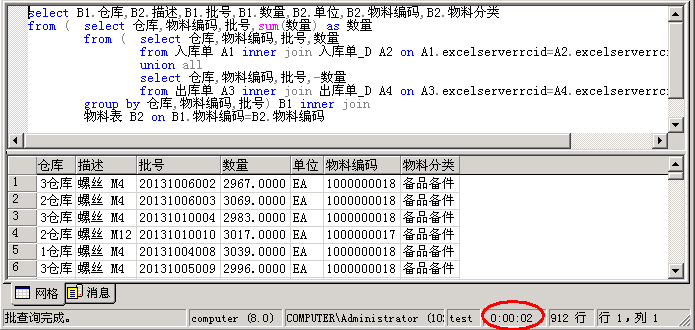 select B1.仓库,B2.描述,B1.批号,B1.数量,B2.单位,B2.物料编码,B2.物料分类
from ( select 仓库,物料编码,批号,sum(数量) as 数量
from ( select 仓库,物料编码,批号,数量
from 入库单 A1 inner join 入库单_D A2 on A1.excelserverrcid=A2.excelserverrc
union all
select 仓库,物料编码,批号,-数量
from 出库单 A3 inner join 出库单_D A4 on A3.excelserverrcid=A4.excelserverrc
group by 仓库,物料编码,批号) B1 inner join
物料表 B2 on B1.物料编码=B2.物料编码
仓库 描述 批号 数量 单位 物料编码 物料分类
1 3仓库 螺丝 M4 20131006002 2967.0000 EA 1000000018 备品备件
2 2仓库 螺丝 M4 20131006003 3069.0000 EA 1000000018 备品备件
3 3仓库 螺丝 M4 20131010004 2983.0000 EA 1000000018 备品备件
4 2仓库 螺丝 M12 20131010010 3017.0000 EA 1000000017 备品备件
5 1仓库 螺丝 M4 20131004008 3039.0000 EA 1000000018 备品备件
6 3仓库 螺丝 M4 20131005009 2996.0000 EA 1000000018 备品备件
网格 消息
批查询完成。 computer (8.0) COMPUTER\Administrator (10 test 0:00:02 912 行 行 1,列 1